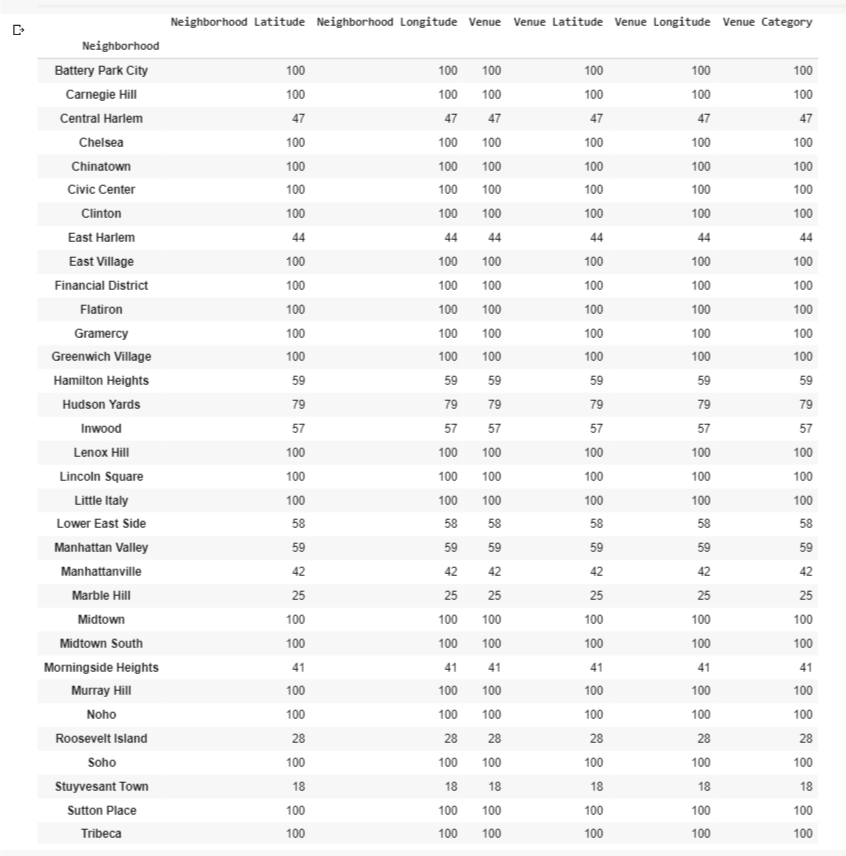 Neighborhood Latitude Neighborhood Longitude Venue Venue Latitude Venue Longitude Venue Category
Neighborhood
Battery Park City 100 100 100 100 100 100
Carnegie Hill 100 100 100 100 100 100
Central Harlem 47 47 47 47 47 47
Chelsea 100 100 100 100 100 100
Chinatown 100 100 100 100 100 100
Civic Center 100 100 100 100 100 100
Clinton 100 100 100 100 100 100
East Harlem 44 44 44 44 44 44
East Village 100 100 100 100 100 100
Financial District 100 100 100 100 100 100
Flatiron 100 100 100 100 100 100
Gramercy 100 100 100 100 100 100
Greenwich Village 100 100 100 100 100 100
Hamilton Heights 59 59 59 59 59 59
Hudson Yards 79 79 79 79 79 79
Inwood 57 57 57 57 57 57
Lenox Hill 100 100 100 100 100 100
Lincoln Square 100 100 100 100 100 100
Little Italy 100 100 100 100 100 100
Lower East Side 58 58 58 58 58 58
Manhattan Valley 59 59 59 59 59 59
Manhattanville 42 42 42 42 42 42
Marble Hill 25 25 25 25 25 25
Midtown 100 100 100 100 100 100
Midtown South 100 100 100 100 100 100
Morningside Heights 41 41 41 41 41 41
Murray Hill 100 100 100 100 100 100
Noho 100 100 100 100 100 100
Roosevelt Island 28 28 28 28 28 28
Soho 100 100 100 100 100 100
Stuyvesant Town 18 18 18 18 18 18
Sutton Place 100 100 100 100 100 100
Tribeca 100 100 100 100 100 100